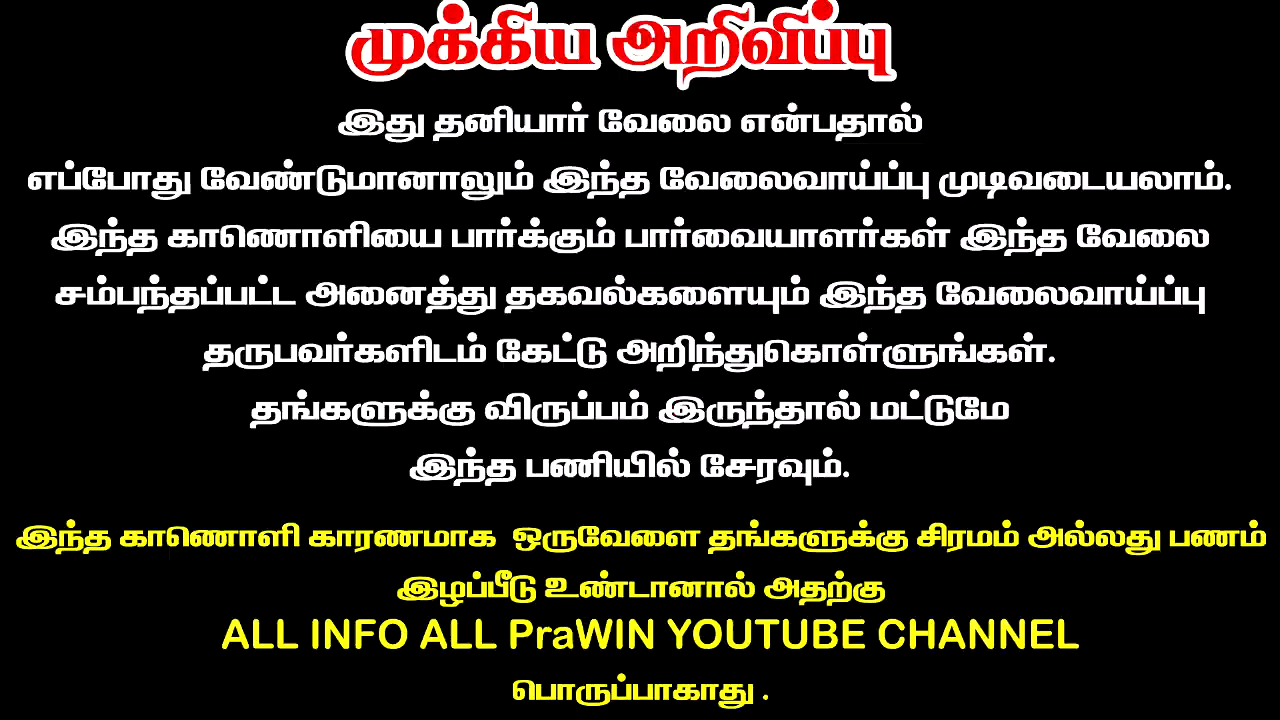 முக்கிய அறிவிப்பு
இது தனியார் வேலை என்பதால்
எப்போது வேண்டுமானாலும் இந்த வேலைவாய்ப்பு முடிவடையலாம்.
இந்த காணொளியை பார்க்கும் பார்வையாளர்கள் இந்த வேலை
சம்பந்தப்பட்ட அனைத்து தகவல்களையும் இந்த வேலைவாய்ப்பு
தருபவர்களிடம் கேட்டு அறிந்துகொள்ளுங்கள்.
தங்களுக்கு விருப்பம் இருந்தால் மட்டுமே
இந்த பணியில் சேரவும்.
இந்த காணொளி காரணமாக ஒருவேளை தங்களுக்கு சிரமம் அல்லது பணம்
இழப்பீடு உண்டானால் அதற்கு
ALL INFO ALL PraWIN YOUTUBE CHANNEL
பொருப்பாகாது .